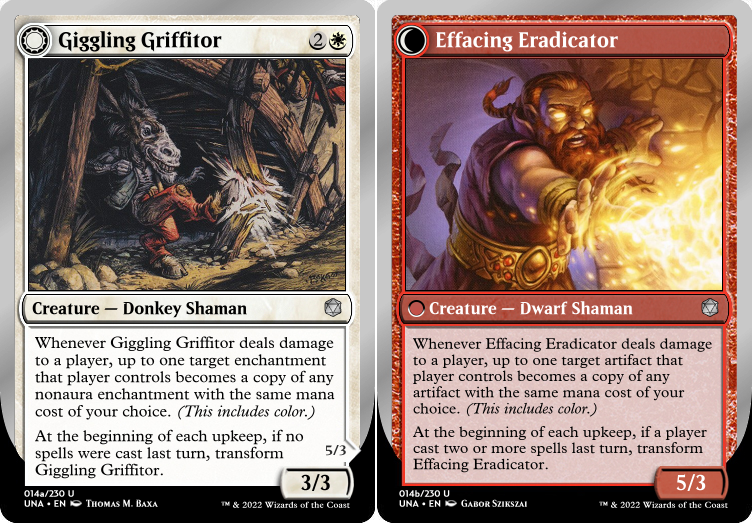 Giggling Griffitor 2
Creature — Donkey Shaman
Whenever Giggling Griffitor deals damage
to a player, up to one target enchantment
that player controls becomes a copy of any
nonaura enchantment with the same mana
cost of your choice. (This includes color.)
At the beginning of each upkeep, if no
spells were cast last turn, transform
Giggling Griffitor.
5/3
3/3
014a/230 U
UNA • EN Thomas M. Baxa
™ & 2022 Wizards of the Coast
Effacing Eradicator
Creature — Dwarf Shaman
Whenever Effacing Eradicator deals damage
to a player, up to one target artifact that
player controls becomes a copy of any
artifact with the same mana cost of your
choice. (This includes color.)
At the beginning of each upkeep, if a player
cast two or more spells last turn, transform
Effacing Eradicator.
5/3
014b/230 U
UNA • EN Gabor Szikszai
™ & 2022 Wizards of the Coast